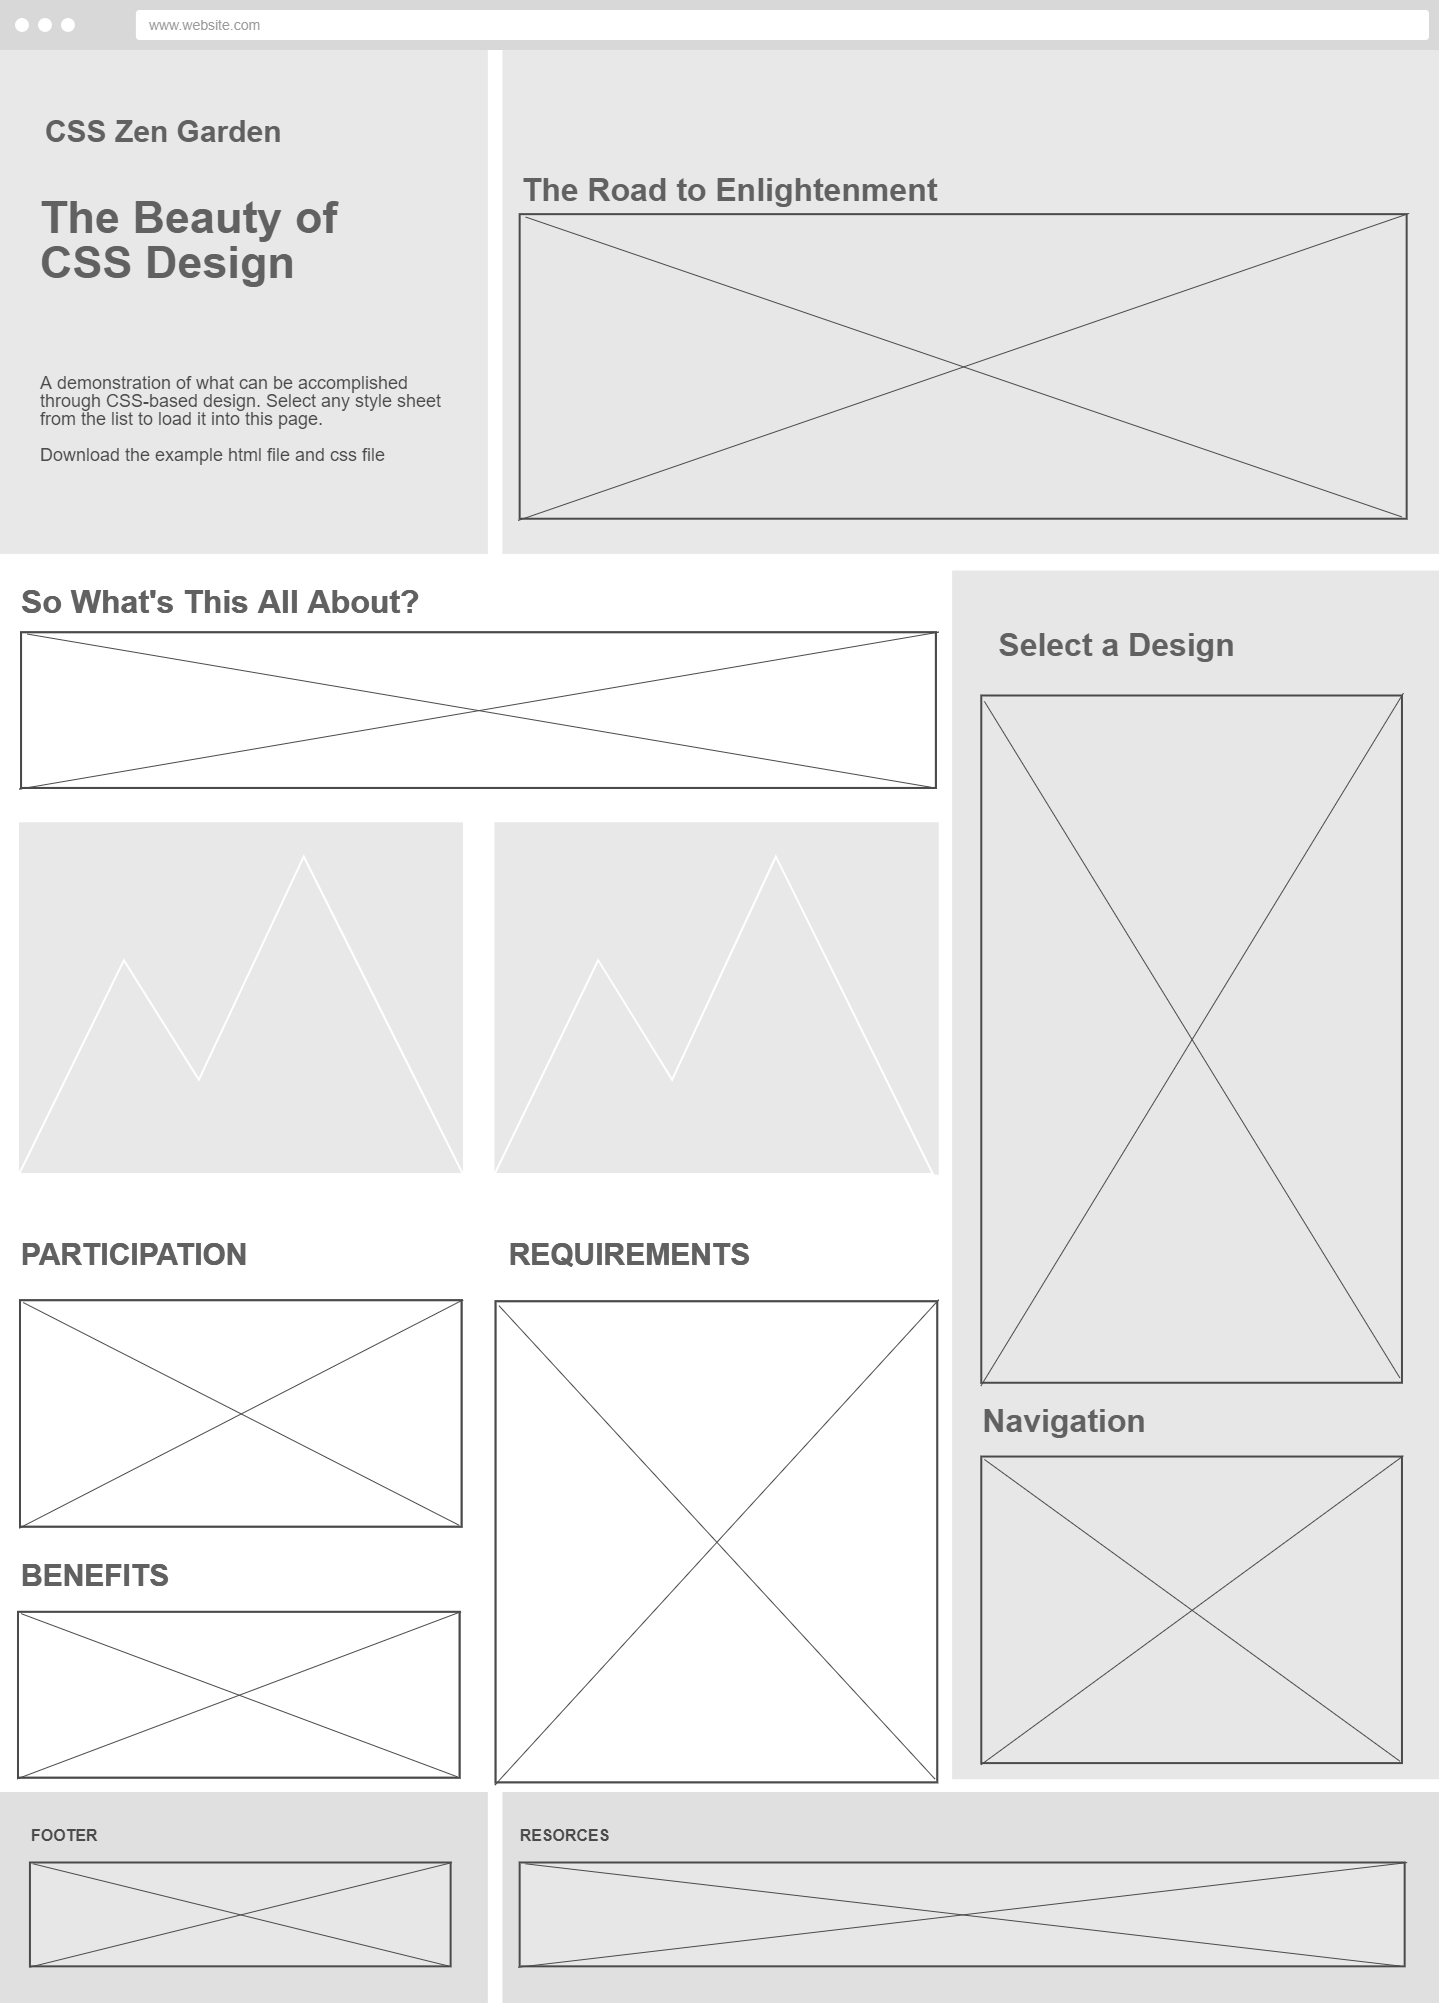 www.website.com
CSS Zen Garden
The Beauty of
CSS Design
A demonstration of what can be accomplished
through CSS-based design. Select any style sheet
from the list to load it into this page.
Download the example html file and css file
The Road to Enlightenment
So What's This All About?
Select a Design
PARTICIPATION
REQUIREMENTS
Navigation
BENEFITS
FOOTER
RESORCES